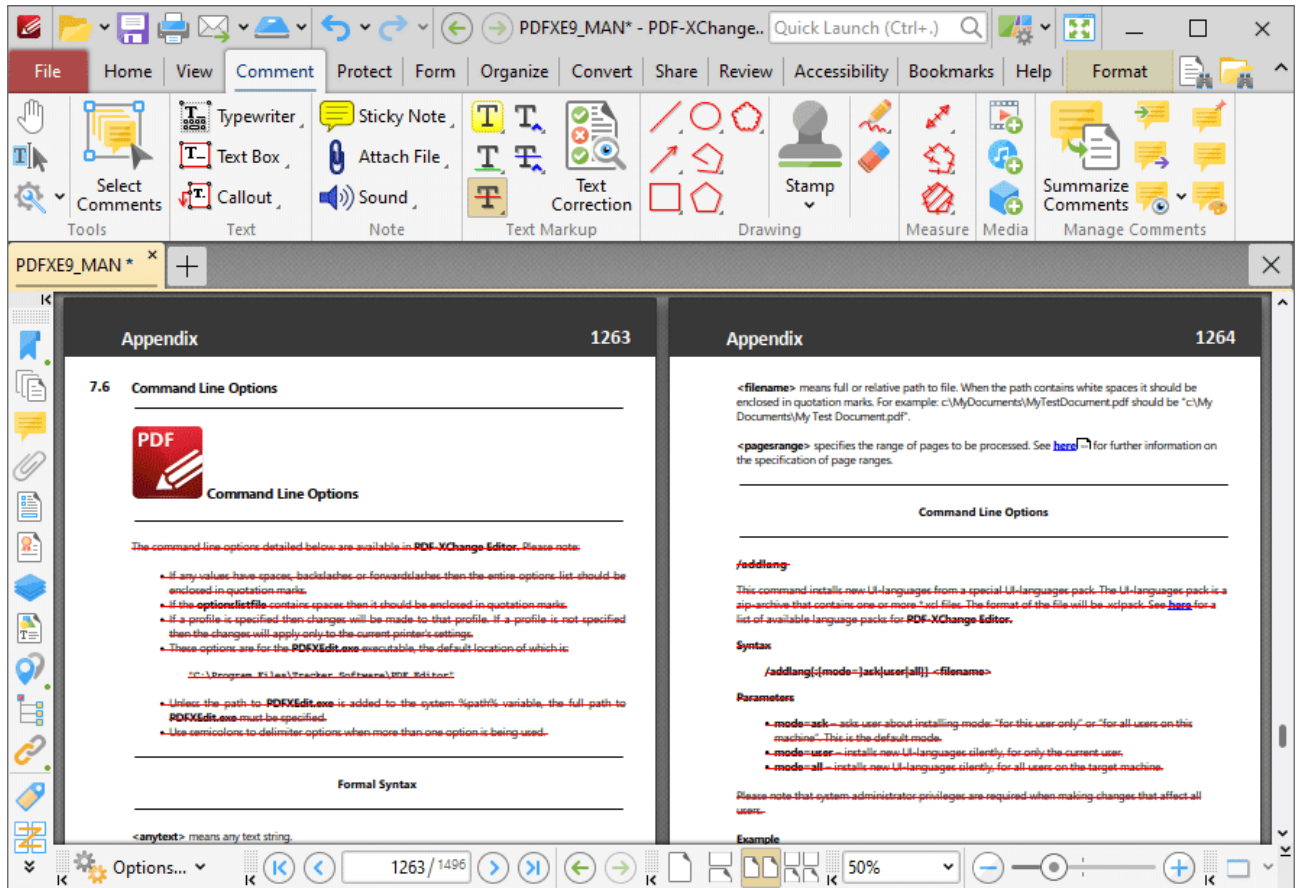 PDFXE9_MAN* - PDF-XChange.. Quick Launch (Ctrl+.)
File Home View Comment Protect Form Organize Convert Share Review Accessibility Bookmarks Help Format
Typewriter Sticky Note
Text Box Attach File
Select Comments
Callout Sound
Text Correction
Stamp
Summarize Comments
Tools Text Note Text Markup Drawing Measure Media Manage Comments
PDFXE9_MAN *
Appendix 1263
7.6 Command Line Options
PDF
Command Line Options
The command line options detailed below are available in PDF-XChange Editor. Please note:
• If any values have spaces, backslashes or forwardslashes then the entire options list should be
enclosed in quotation marks.
• If the optionslistfile contains spaces then it should be enclosed in quotation marks.
• If a profile is specified then changes will be made to that profile. If a profile is not specified
then the changes will apply only to the current printer's settings.
• These options are for the PDFXEdit.exe executable, the default location of which is:
"C:\Program Files\Tracker Software\PDF Editor"
• Unless the path to PDFXEdit.exe is added to the system %path% variable, the full path to
PDFXEdit.exe must be specified.
• Use semicolons to delimiter options when more than one option is being used.
Formal Syntax
<anytext> means any text string.
Appendix 1264
<filename> means full or relative path to file. When the path contains white spaces it should be
enclosed in quotation marks. For example: c:\MyDocuments\MyTestDocument.pdf should be "c:\My
Documents\My Test Document.pdf".
<pagesrange> specifies the range of pages to be processed. See here for further information on
the specification of page ranges.
Command Line Options
/addlang
This command installs new UI-languages from a special UI-languages pack. The UI-languages pack is a
zip-archive that contains one or more *.xcl files. The format of the file will be .xclpack. See here for a
list of available language packs for PDF-XChange Editor.
Syntax
/addlang[:[mode=]ask|user|all]] <filename>
Parameters
• mode=ask – asks user about installing mode: "for this user only" or "for all users on this
machine". This is the default mode.
• mode=user – installs new UI-languages silently, for only the current user.
• mode=all – installs new UI-languages silently, for all users on the target machine.
Please note that system administrator privileges are required when making changes that affect all
users.
Example
Options... 1263 / 1496 50%